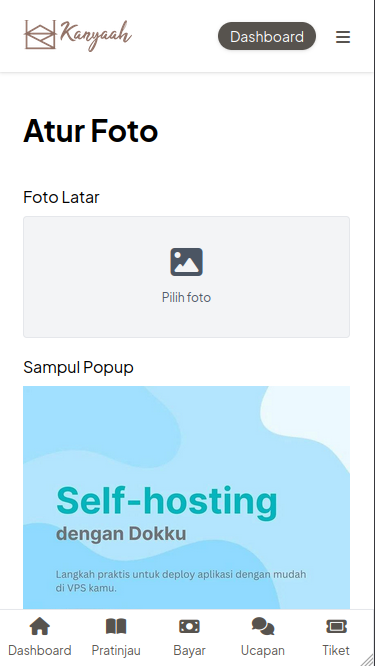 Kanyaah
Dashboard
Atur Foto
Foto Latar
Pilih foto
Sampul Popup
Self-hosting
dengan Dokku
Langkah praktis untuk deploy aplikasi dengan mudah
di VPS kamu.
Dashboard
Pratinjau
Bayar
Ucapan
Tiket